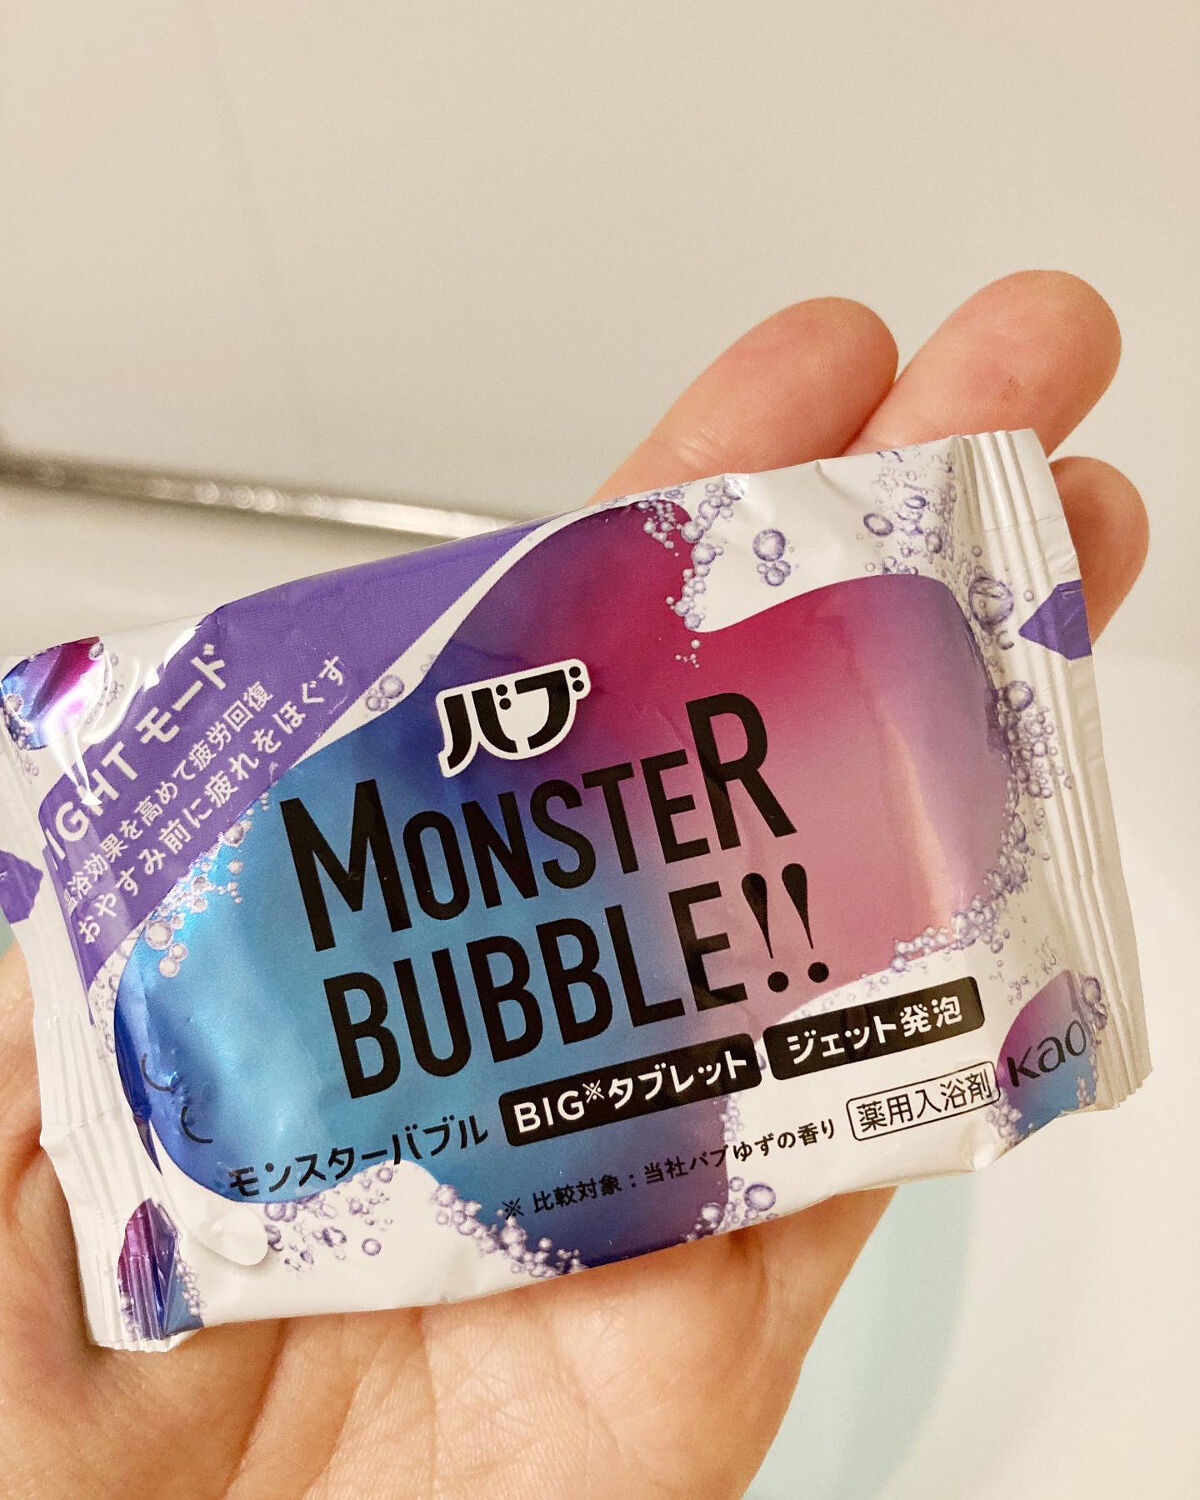 NIGHT モード
温浴効果を高めて疲労回復
おやすみ前に疲れをほぐす
バブ
MONSTER
BUBBLE!!
モンスターバブル
BIG※タブレット
ジェット発泡
※ 比較対象：当社バブゆずの香り
薬用入浴剤
Kao